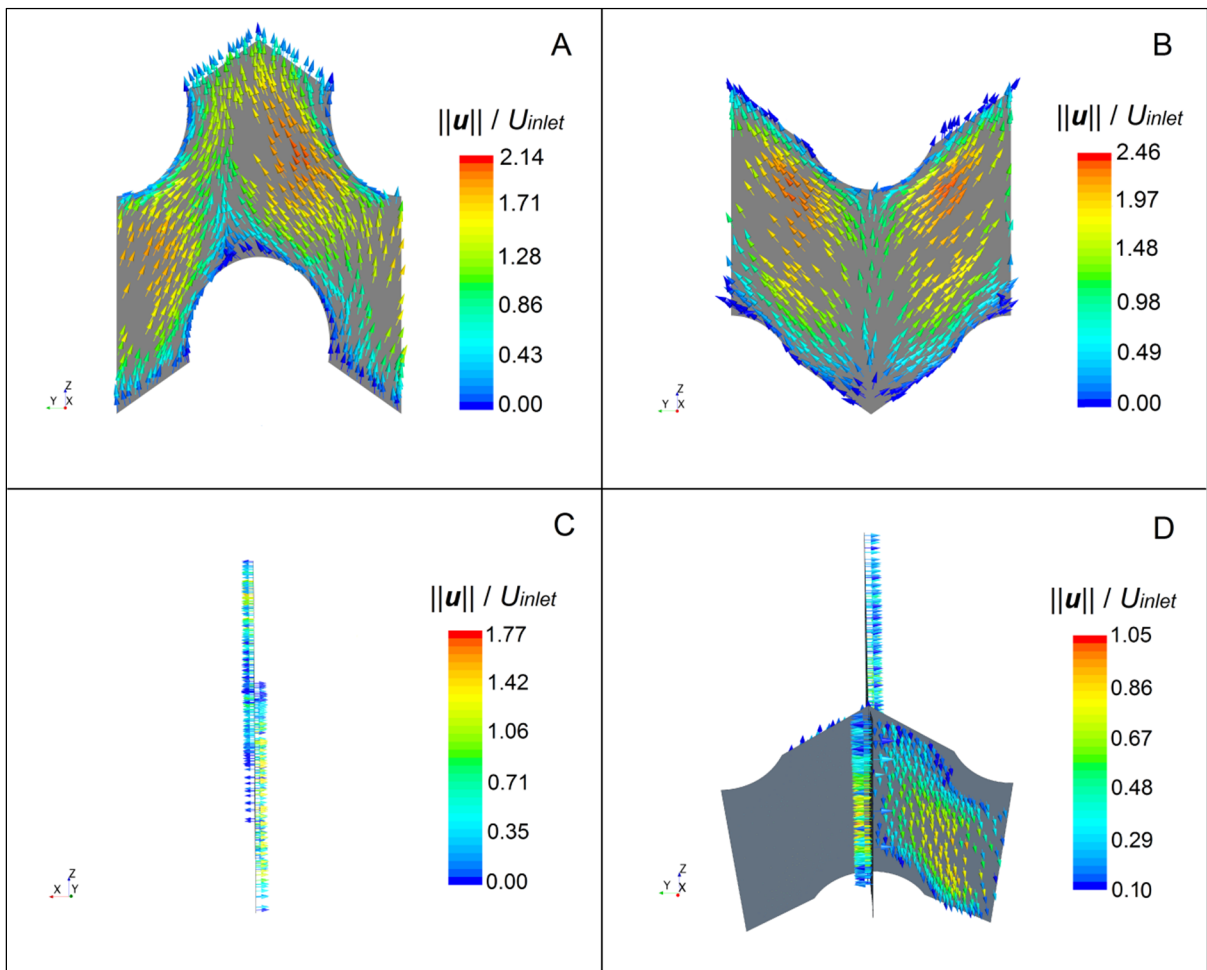 A
||u|| / Uinlet
2.14
1.71
1.28
0.86
0.43
0.00
Z
Y X
B
||u|| / Uinlet
2.46
1.97
1.48
0.98
0.49
0.00
Z
Y X
C
||u|| / Uinlet
1.77
1.42
1.06
0.71
0.35
0.00
Z
X Y
D
||u|| / Uinlet
1.05
0.86
0.67
0.48
0.29
0.10
Z
Y X